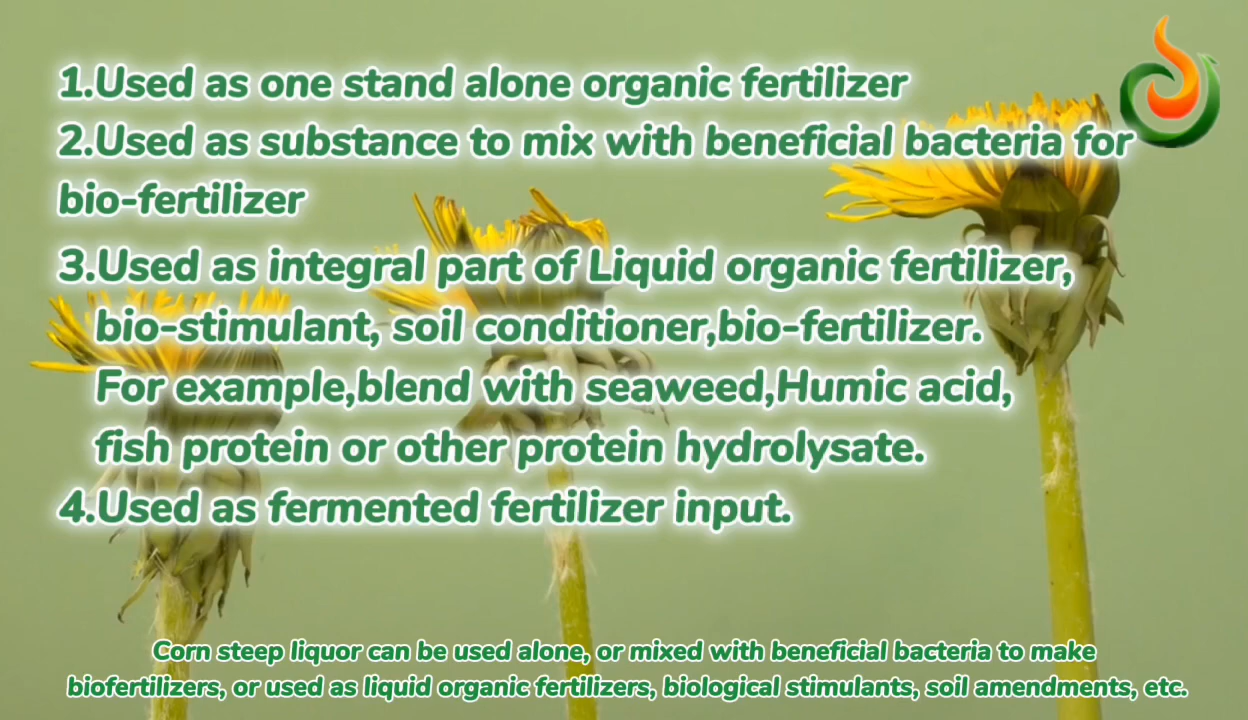 1.Used as one stand alone organic fertilizer
2.Used as substance to mix with beneficial bacteria for
bio-fertilizer
3.Used as integral part of Liquid organic fertilizer,
bio-stimulant, soil conditioner,bio-fertilizer.
For example,blend with seaweed,Humic acid,
fish protein or other protein hydrolysate.
4.Used as fermented fertilizer input.
Corn steep liquor can be used alone, or mixed with beneficial bacteria to make
biofertilizers, or used as liquid organic fertilizers, biological stimulants, soil amendments, etc.